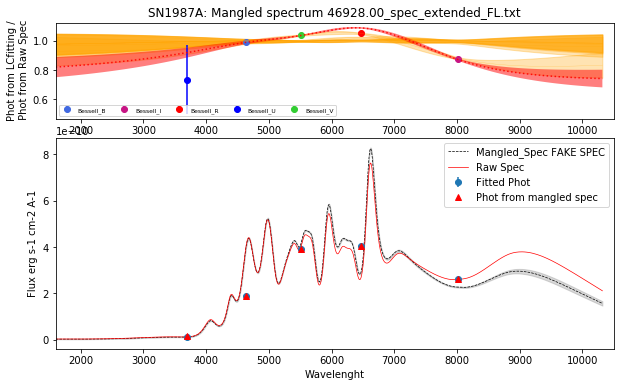 SN1987A: Mangled spectrum 46928.00_spec_extended_FL.txt
Phot from LCfitting /
Phot from Raw Spec
1.0
0.8
0.6
Bessell_B
Bessell_I
Bessell_R
Bessell_U
Bessell_V
2000 3000 4000 5000 6000 7000 8000 9000 10000
1e−10
Flux erg s-1 cm-2 A-1
8
6
4
2
0
Mangled_Spec FAKE SPEC
Raw Spec
Fitted Phot
Phot from mangled spec
2000 3000 4000 5000 6000 7000 8000 9000 10000
Wavelenght